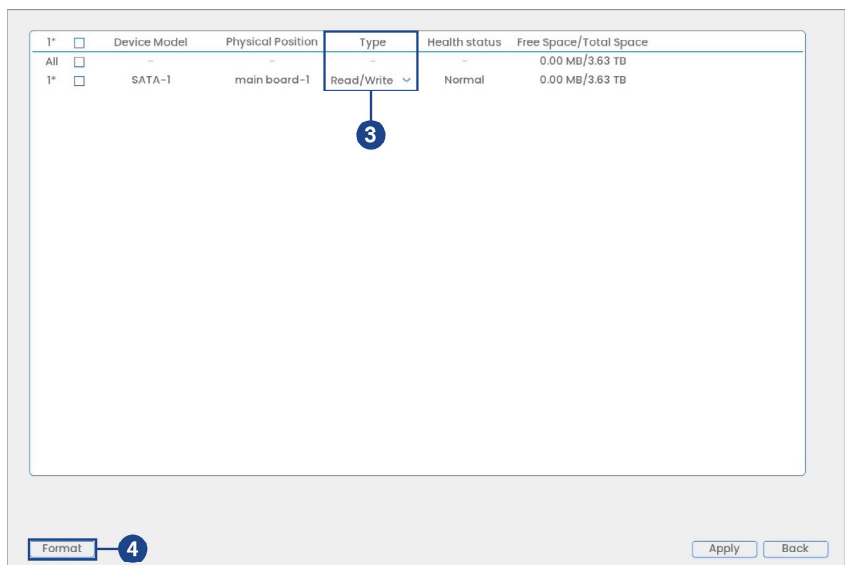 1* Device Model Physical Position Type Health status Free Space/Total Space
All - - - - 0.00 MB/3.63 TB
1* SATA-1 main board-1 Read/Write Normal 0.00 MB/3.63 TB
3
Format 4 Apply Back